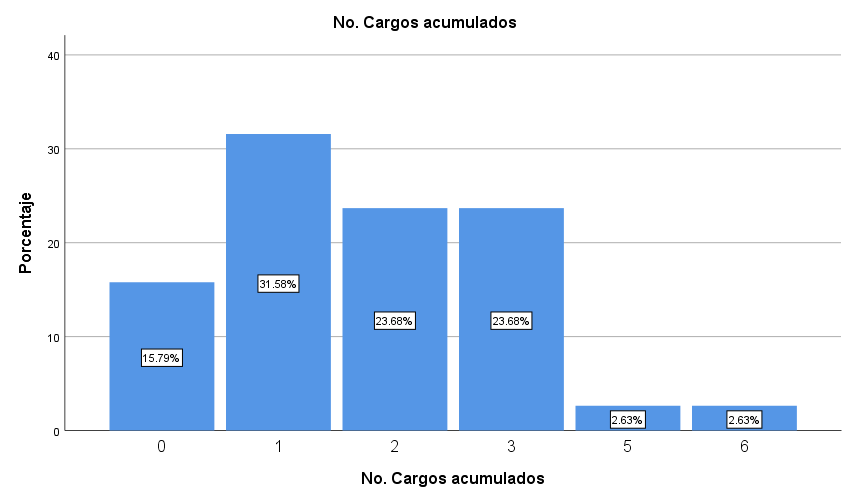 No. Cargos acumulados
Porcentaje
40
30
20
10
0
15.79%
31.58%
23.68%
23.68%
2.63%
2.63%
0 1 2 3 5 6
No. Cargos acumulados